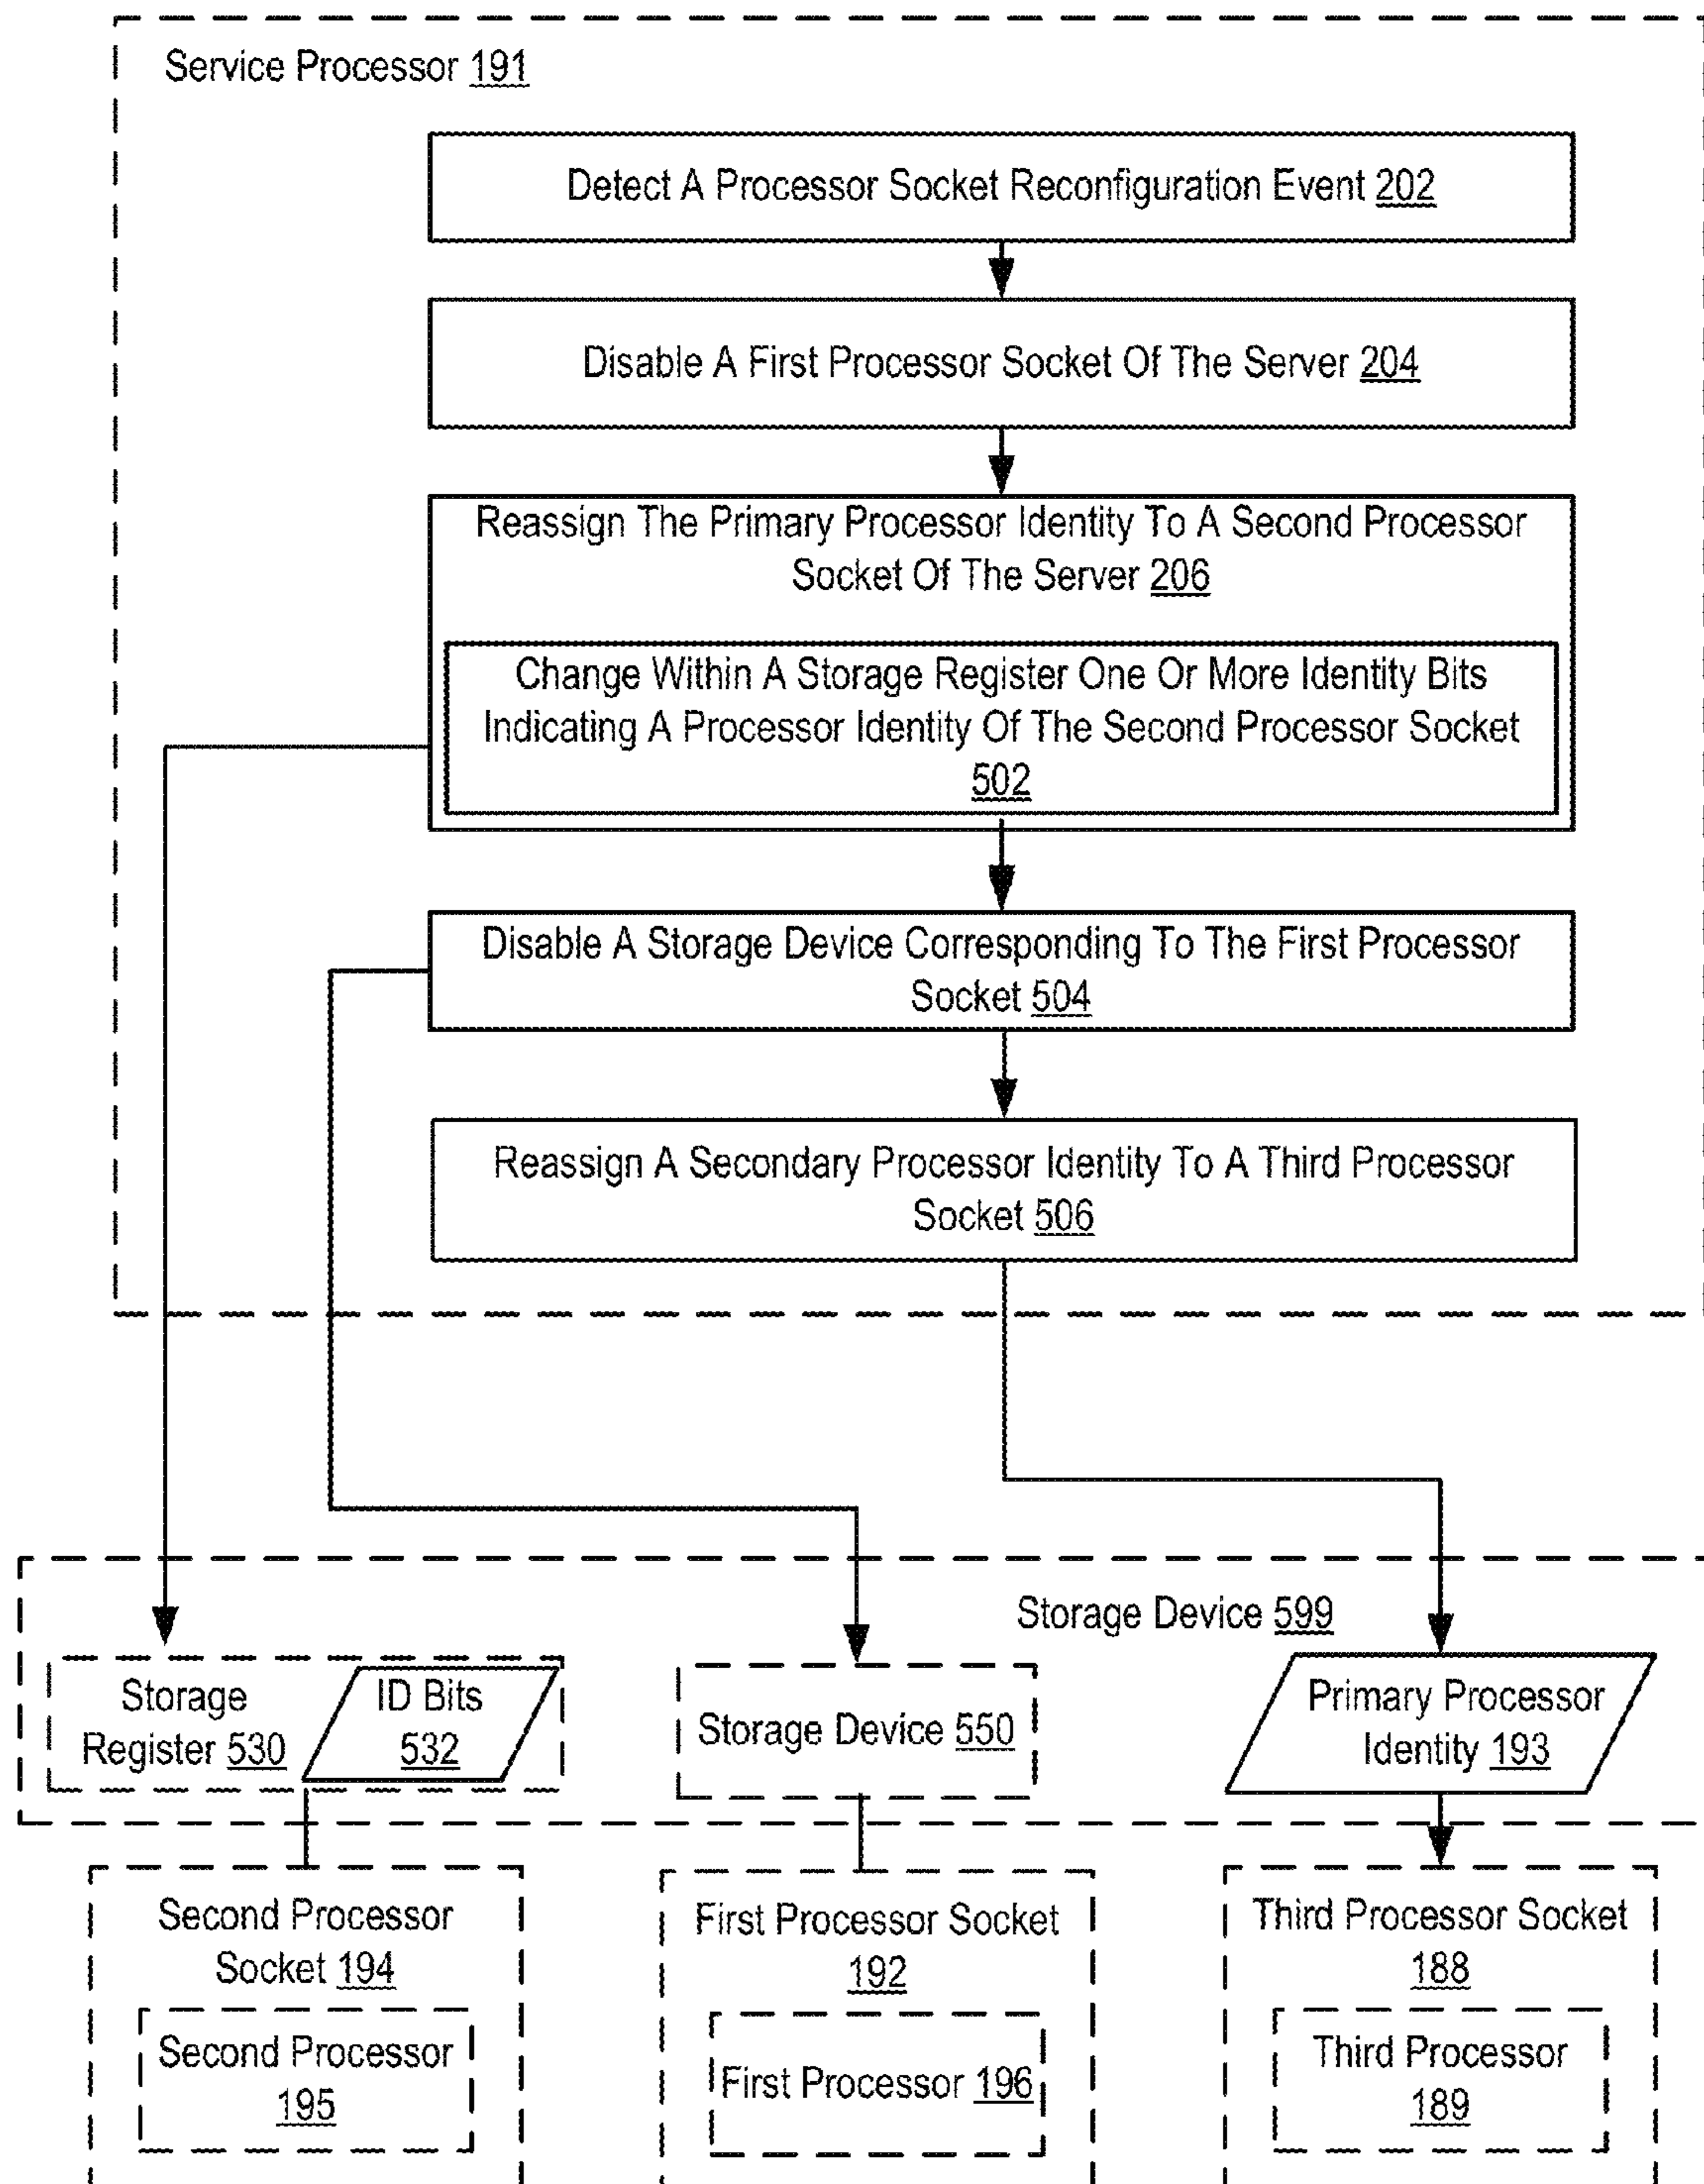 Service Processor 191
Detect A Processor Socket Reconfiguration Event 202
Disable A First Processor Socket Of The Server 204
Reassign The Primary Processor Identity To A Second Processor
Socket Of The Server 206
Change Within A Storage Register One Or More Identity Bits
Indicating A Processor Identity Of The Second Processor Socket
502
Disable A Storage Device Corresponding To The First Processor
Socket 504
Reassign A Secondary Processor Identity To A Third Processor
Socket 506
Storage Device 599
Storage
Register 530
ID Bits
532
Storage Device 550
Primary Processor
Identity 193
Second Processor
Socket 194
Second Processor
195
First Processor Socket
192
First Processor 196
Third Processor Socket
188
Third Processor
189